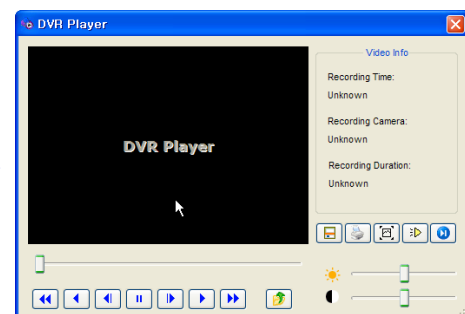 DVR Player
Video Info
Recording Time:
Unknown
Recording Camera:
Unknown
Recording Duration:
Unknown
DVR Player